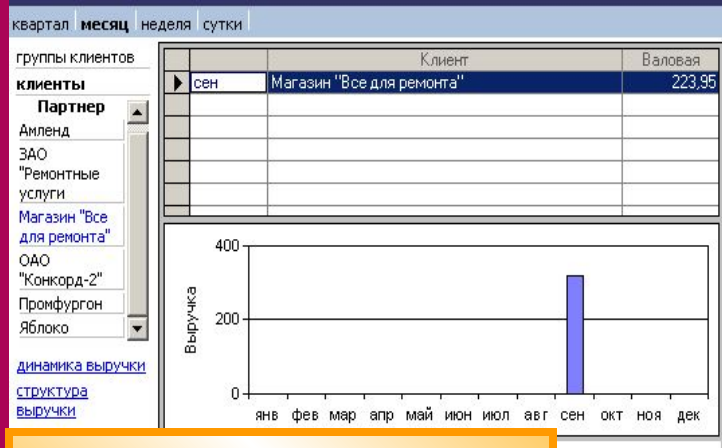 квартал месяц неделя сутки
группы клиентов
клиенты
Партнер
Амленд
ЗАО
"Ремонтные
услуги
Магазин "Все
для ремонта"
ОАО
"Конкорд-2"
Промфургон
Яблоко
динамика выручки
структура
выручки
Клиент Валовая
сен Магазин "Все для ремонта" 223,95
400
200
0
Выручка
янв фев мар апр май июн июл авг сен окт ноя дек